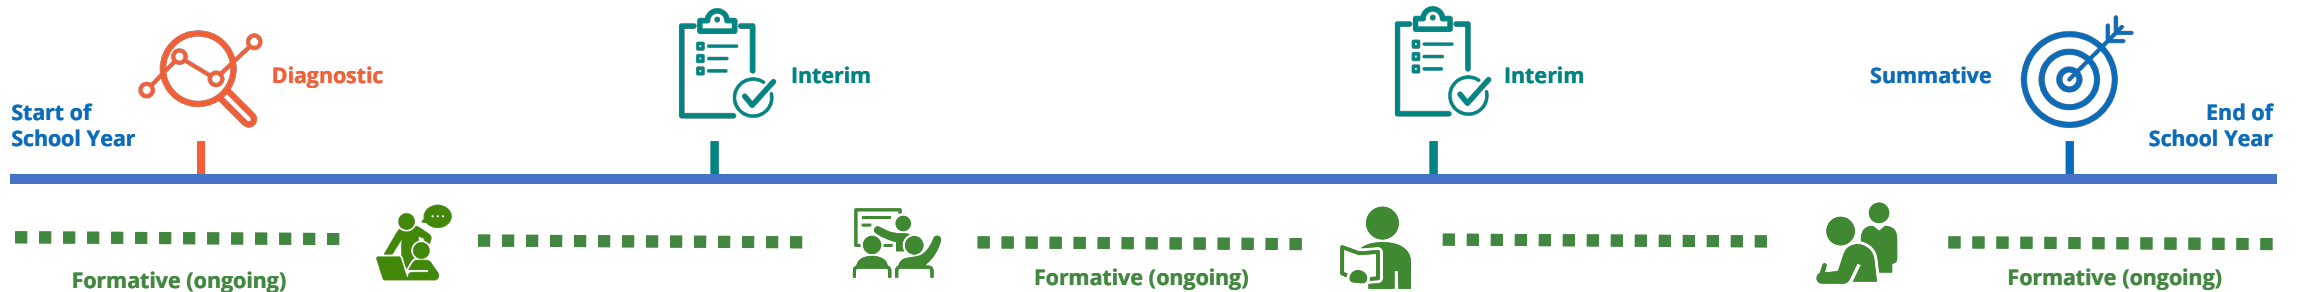 Diagnostic
Interim
Interim
Summative
Start of
School Year
End of
School Year
Formative (ongoing)
Formative (ongoing)
Formative (ongoing)